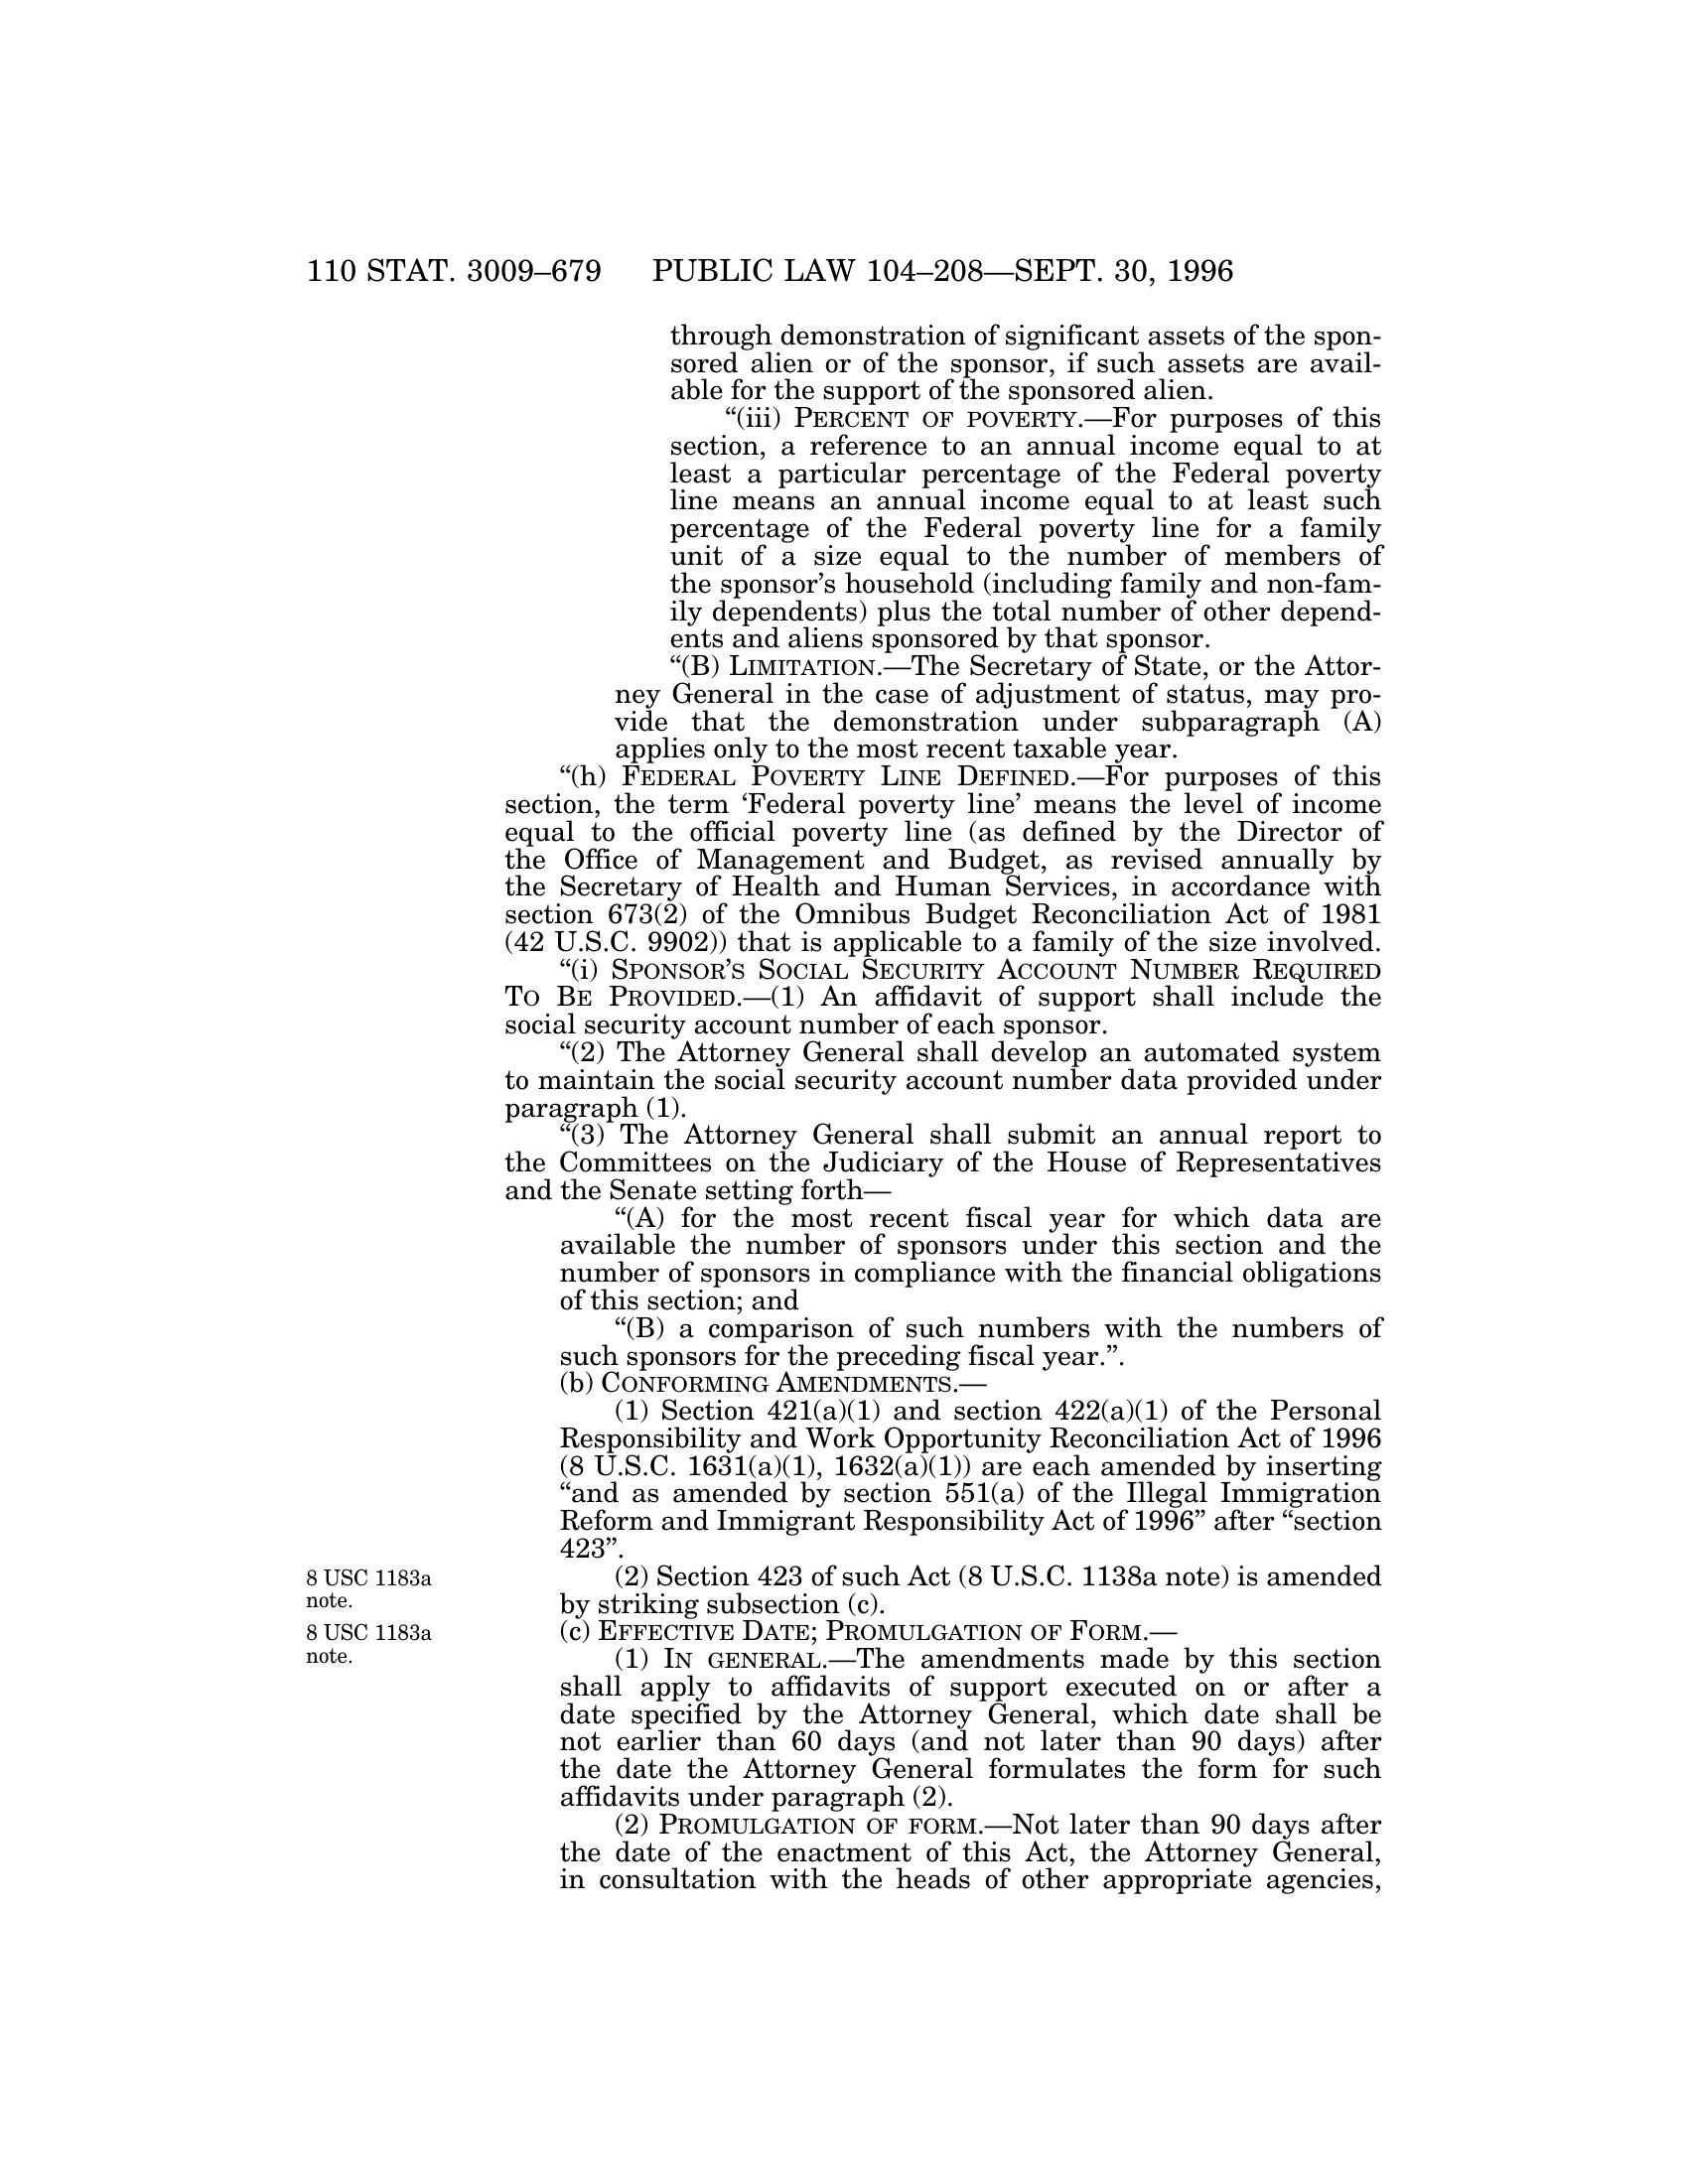 110 STAT. 3009–679 PUBLIC LAW 104–208—SEPT. 30, 1996
through demonstration of significant assets of the spon-
sored alien or of the sponsor, if such assets are avail-
able for the support of the sponsored alien.
“(iii) PERCENT OF POVERTY.—For purposes of this
section, a reference to an annual income equal to at
least a particular percentage of the Federal poverty
line means an annual income equal to at least such
percentage of the Federal poverty line for a family
unit of a size equal to the number of members of
the sponsor’s household (including family and non-fam-
ily dependents) plus the total number of other depend-
ents and aliens sponsored by that sponsor.
“(B) LIMITATION.—The Secretary of State, or the Attor-
ney General in the case of adjustment of status, may pro-
vide that the demonstration under subparagraph (A)
applies only to the most recent taxable year.
“(h) FEDERAL POVERTY LINE DEFINED.—For purposes of this
section, the term ‘Federal poverty line’ means the level of income
equal to the official poverty line (as defined by the Director of
the Office of Management and Budget, as revised annually by
the Secretary of Health and Human Services, in accordance with
section 673(2) of the Omnibus Budget Reconciliation Act of 1981
(42 U.S.C. 9902)) that is applicable to a family of the size involved.
“(i) SPONSOR’S SOCIAL SECURITY ACCOUNT NUMBER REQUIRED
TO BE PROVIDED.—(1) An affidavit of support shall include the
social security account number of each sponsor.
“(2) The Attorney General shall develop an automated system
to maintain the social security account number data provided under
paragraph (1).
“(3) The Attorney General shall submit an annual report to
the Committees on the Judiciary of the House of Representatives
and the Senate setting forth—
“(A) for the most recent fiscal year for which data are
available the number of sponsors under this section and the
number of sponsors in compliance with the financial obligations
of this section; and
“(B) a comparison of such numbers with the numbers of
such sponsors for the preceding fiscal year.”.
(b) CONFORMING AMENDMENTS.—
(1) Section 421(a)(1) and section 422(a)(1) of the Personal
Responsibility and Work Opportunity Reconciliation Act of 1996
(8 U.S.C. 1631(a)(1), 1632(a)(1)) are each amended by inserting
“and as amended by section 551(a) of the Illegal Immigration
Reform and Immigrant Responsibility Act of 1996” after “section
423”.
8 USC 1183a
note.
(2) Section 423 of such Act (8 U.S.C. 1138a note) is amended
by striking subsection (c).
8 USC 1183a
note.
(c) EFFECTIVE DATE; PROMULGATION OF FORM.—
(1) IN GENERAL.—The amendments made by this section
shall apply to affidavits of support executed on or after a
date specified by the Attorney General, which date shall be
not earlier than 60 days (and not later than 90 days) after
the date the Attorney General formulates the form for such
affidavits under paragraph (2).
(2) PROMULGATION OF FORM.—Not later than 90 days after
the date of the enactment of this Act, the Attorney General,
in consultation with the heads of other appropriate agencies,